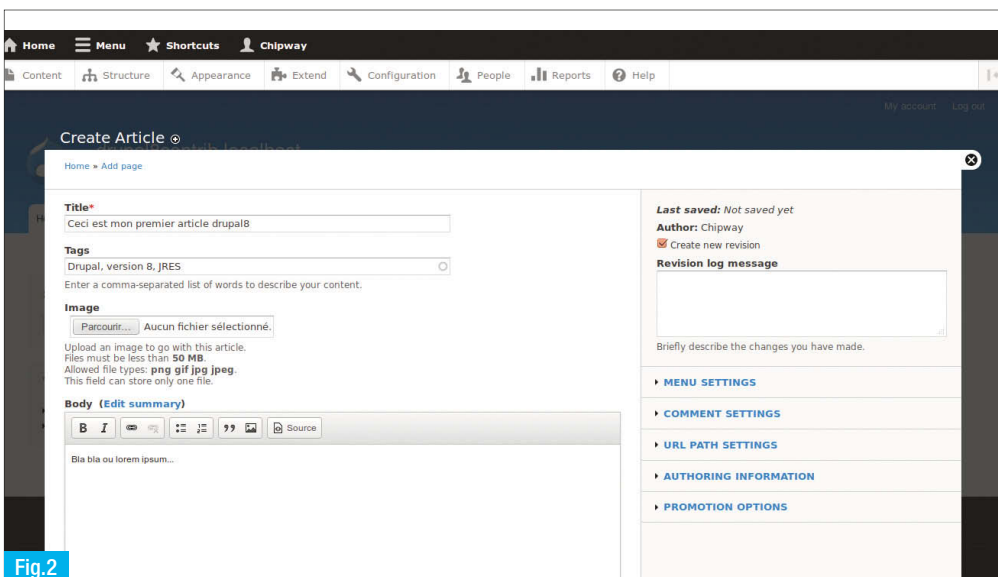 Home Menu Shortcuts Chipway
Content Structure Appearance Extend Configuration People Reports Help
My account Log out
Create Article
drupal8contrib.localhost
Home » Add page
Title*
Ceci est mon premier article drupal8
Tags
Drupal, version 8, JRES
Enter a comma-separated list of words to describe your content.
Image
Parcourir... Aucun fichier sélectionné.
Upload an image to go with this article.
Files must be less than 50 MB.
Allowed file types: png gif jpg jpeg.
This field can store only one file.
Body (Edit summary)
B I Source
Bla bla ou lorem ipsum...
Last saved: Not saved yet
Author: Chipway
Create new revision
Revision log message
Briefly describe the changes you have made.
MENU SETTINGS
COMMENT SETTINGS
URL PATH SETTINGS
AUTHORING INFORMATION
PROMOTION OPTIONS
Fig.2